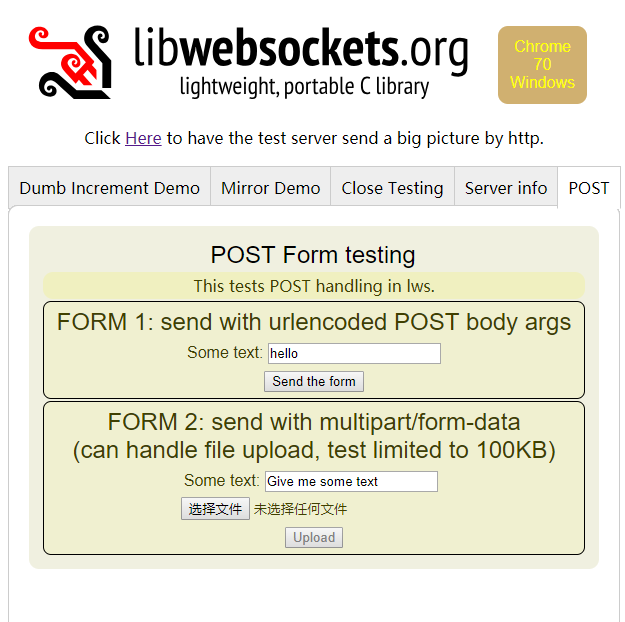 libwebsockets.org
lightweight, portable C library
Chrome
70
Windows
Click Here to have the test server send a big picture by http.
Dumb Increment Demo
Mirror Demo
Close Testing
Server info
POST
POST Form testing
This tests POST handling in lws.
FORM 1: send with urlencoded POST body args
Some text: hello
Send the form
FORM 2: send with multipart/form-data
(can handle file upload, test limited to 100KB)
Some text: Give me some text
选择文件 未选择任何文件
Upload